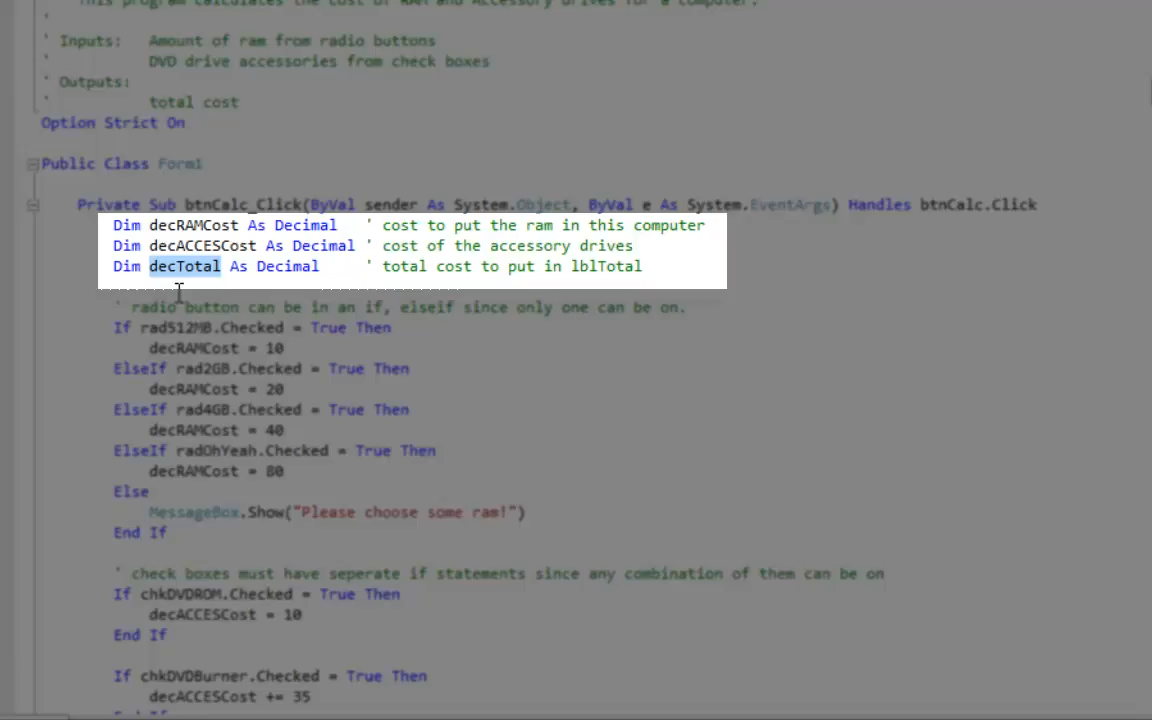 ' This program calculates the cost of RAM and Accessory drives for a computer.
'
' Inputs: Amount of ram from radio buttons
' DVD drive accessories from check boxes
' Outputs:
' total cost
Option Strict On
Public Class Form1
Private Sub btnCalc_Click(ByVal sender As System.Object, ByVal e As System.EventArgs) Handles btnCalc.Click
Dim decRAMCost As Decimal ' cost to put the ram in this computer
Dim decACCESCost As Decimal ' cost of the accessory drives
Dim decTotal As Decimal ' total cost to put in lblTotal
' radio button can be in an if, elseif since only one can be on.
If rad512MB.Checked = True Then
decRAMCost = 10
ElseIf rad2GB.Checked = True Then
decRAMCost = 20
ElseIf rad4GB.Checked = True Then
decRAMCost = 40
ElseIf radOhYeah.Checked = True Then
decRAMCost = 80
Else
MessageBox.Show("Please choose some ram!")
End If
' check boxes must have seperate if statements since any combination of them can be on
If chkDVDROM.Checked = True Then
decACCESCost = 10
End If
If chkDVDBurner.Checked = True Then
decACCESCost += 35
End If